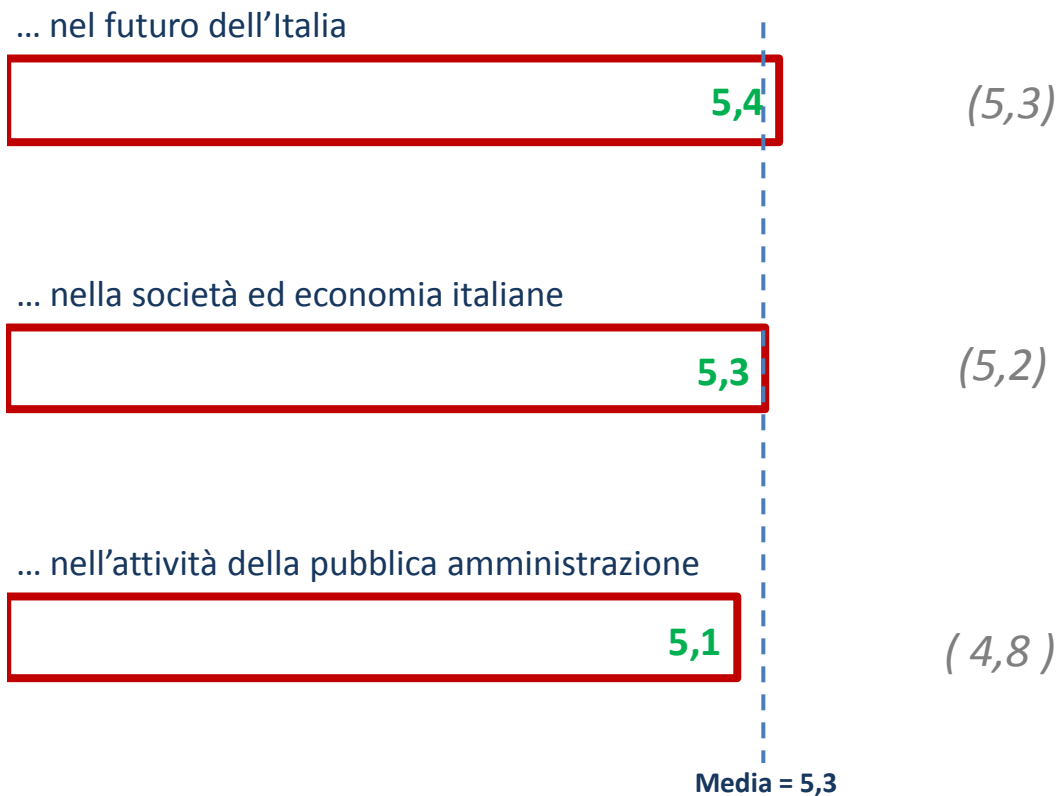 … nel futuro dell’Italia
5,4 (5,3)
… nella società ed economia italiane
5,3 (5,2)
… nell’attività della pubblica amministrazione
5,1 ( 4,8 )
Media = 5,3